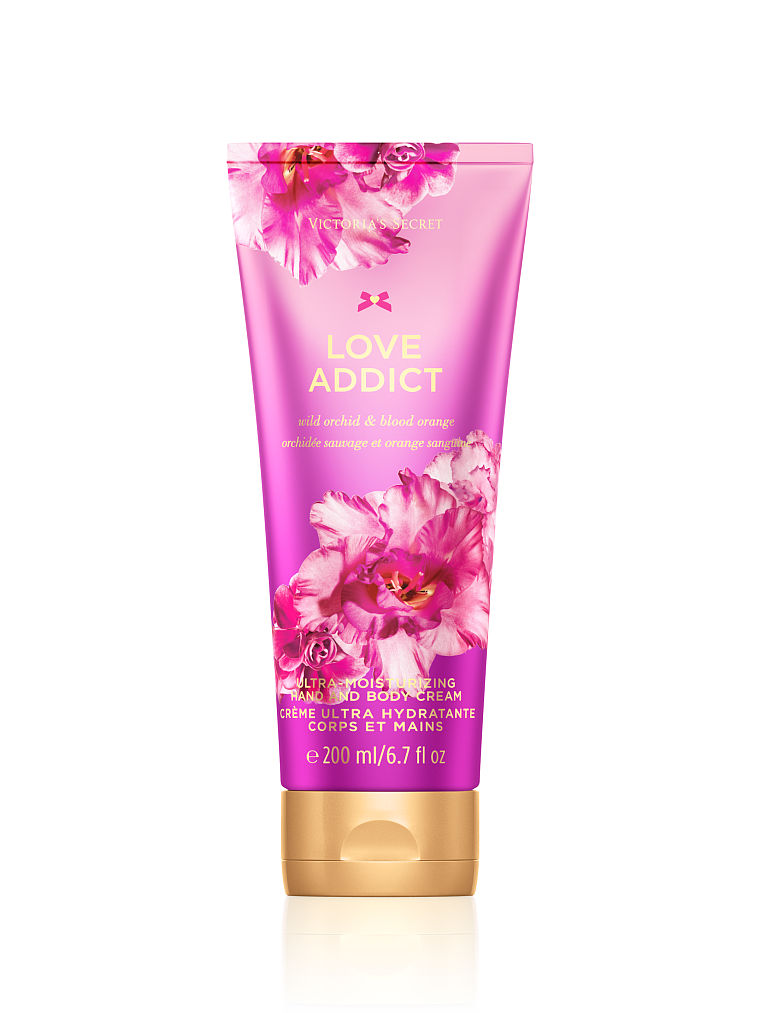 VICTORIA'S SECRET
LOVE
ADDICT
wild orchid & blood orange
orchidée sauvage et orange sanguine
ULTRA-MOISTURIZING
HAND AND BODY CREAM
CRÈME ULTRA HYDRATANTE
CORPS ET MAINS
e 200 ml/6.7 fl oz